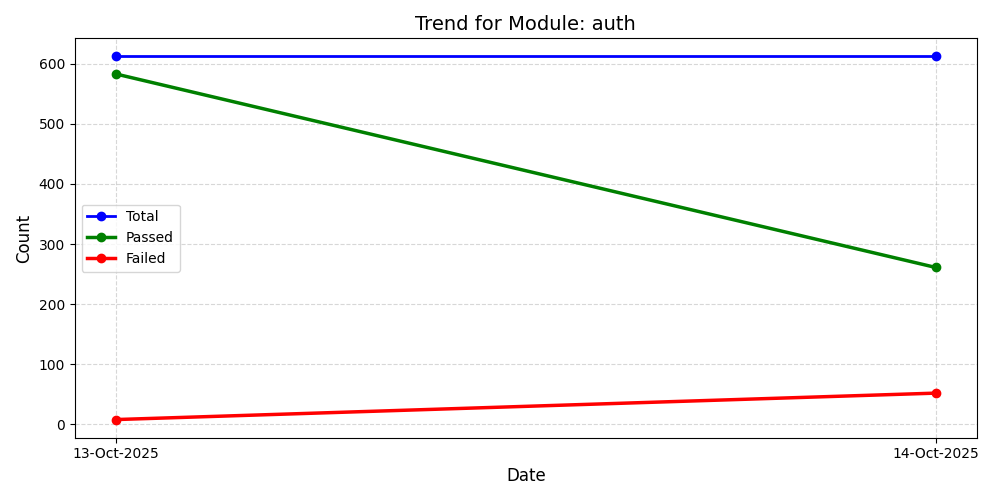 Trend for Module: auth
600
500
400
300
200
100
0
Count
Total
Passed
Failed
13-Oct-2025
14-Oct-2025
Date